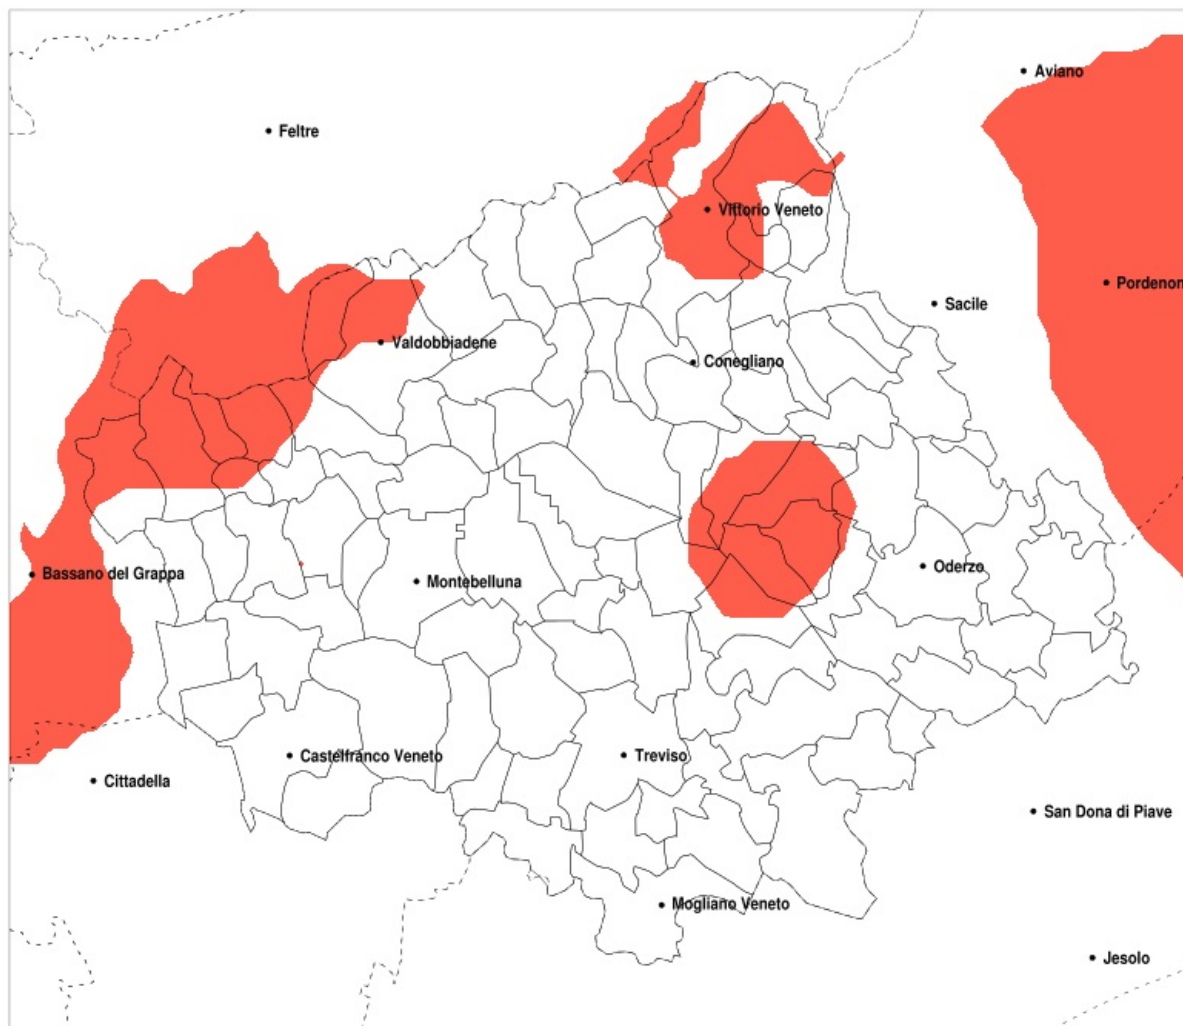 Aviano
Feltre
Vittorio Veneto
Pordenon
Sacile
Valdobbiadene
Conegliano
Oderzo
Bassano del Grappa
Montebelluna
Castelfranco Veneto
Treviso
Cittadella
San Dona di Piave
Mogliano Veneto
Jesolo